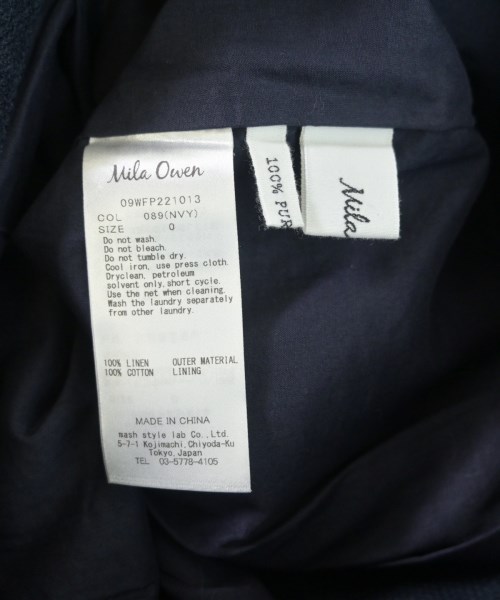 Mila Owen
09WFP221013
COL 089(NVY)
SIZE 0
Do not wash.
Do not bleach.
Do not tumble dry.
Cool iron, use press cloth.
Dryclean, petroleum
solvent only, short cycle.
Use the net when cleaning.
Wash the laundry separately
from other laundry.
100% LINEN OUTER MATERIAL
100% COTTON LINING
MADE IN CHINA
mash style lab Co., Ltd.
5-7-1 Kojimachi, Chiyoda-Ku
Tokyo, Japan
TEL 03-5778-4105
100% PUR
Mila